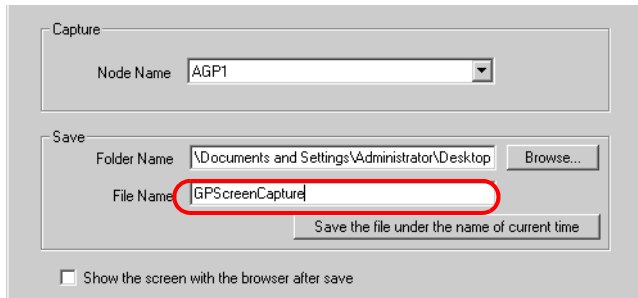 Capture
Node Name AGP1
Save
Folder Name \Documents and Settings\Administrator\Desktop Browse...
File Name GPScreenCapture
Save the file under the name of current time
Show the screen with the browser after save